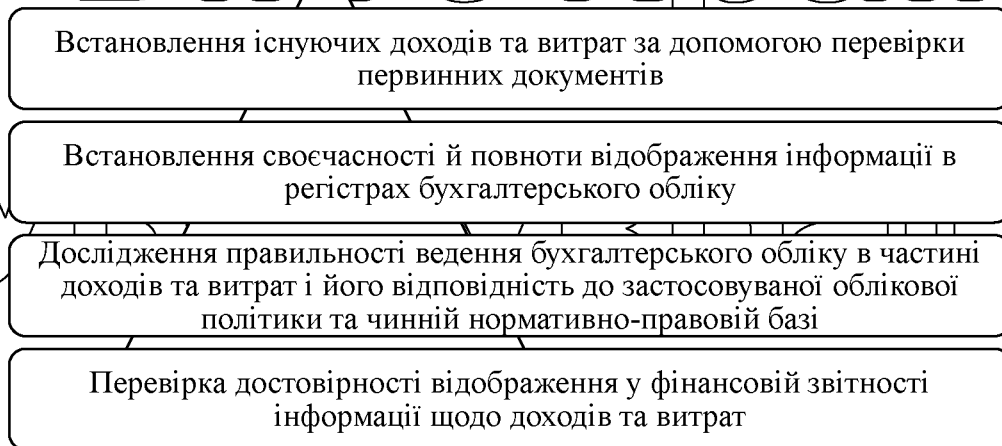 Встановлення існуючих доходів та витрат за допомогою перевірки
первинних документів
Встановлення своєчасності й повноти відображення інформації в
регістрах бухгалтерського обліку
Дослідження правильності ведення бухгалтерського обліку в частині
доходів та витрат і його відповідність до застосовуваної облікової
політики та чинній нормативно-правовій базі
Перевірка достовірності відображення у фінансовій звітності
інформації щодо доходів та витрат